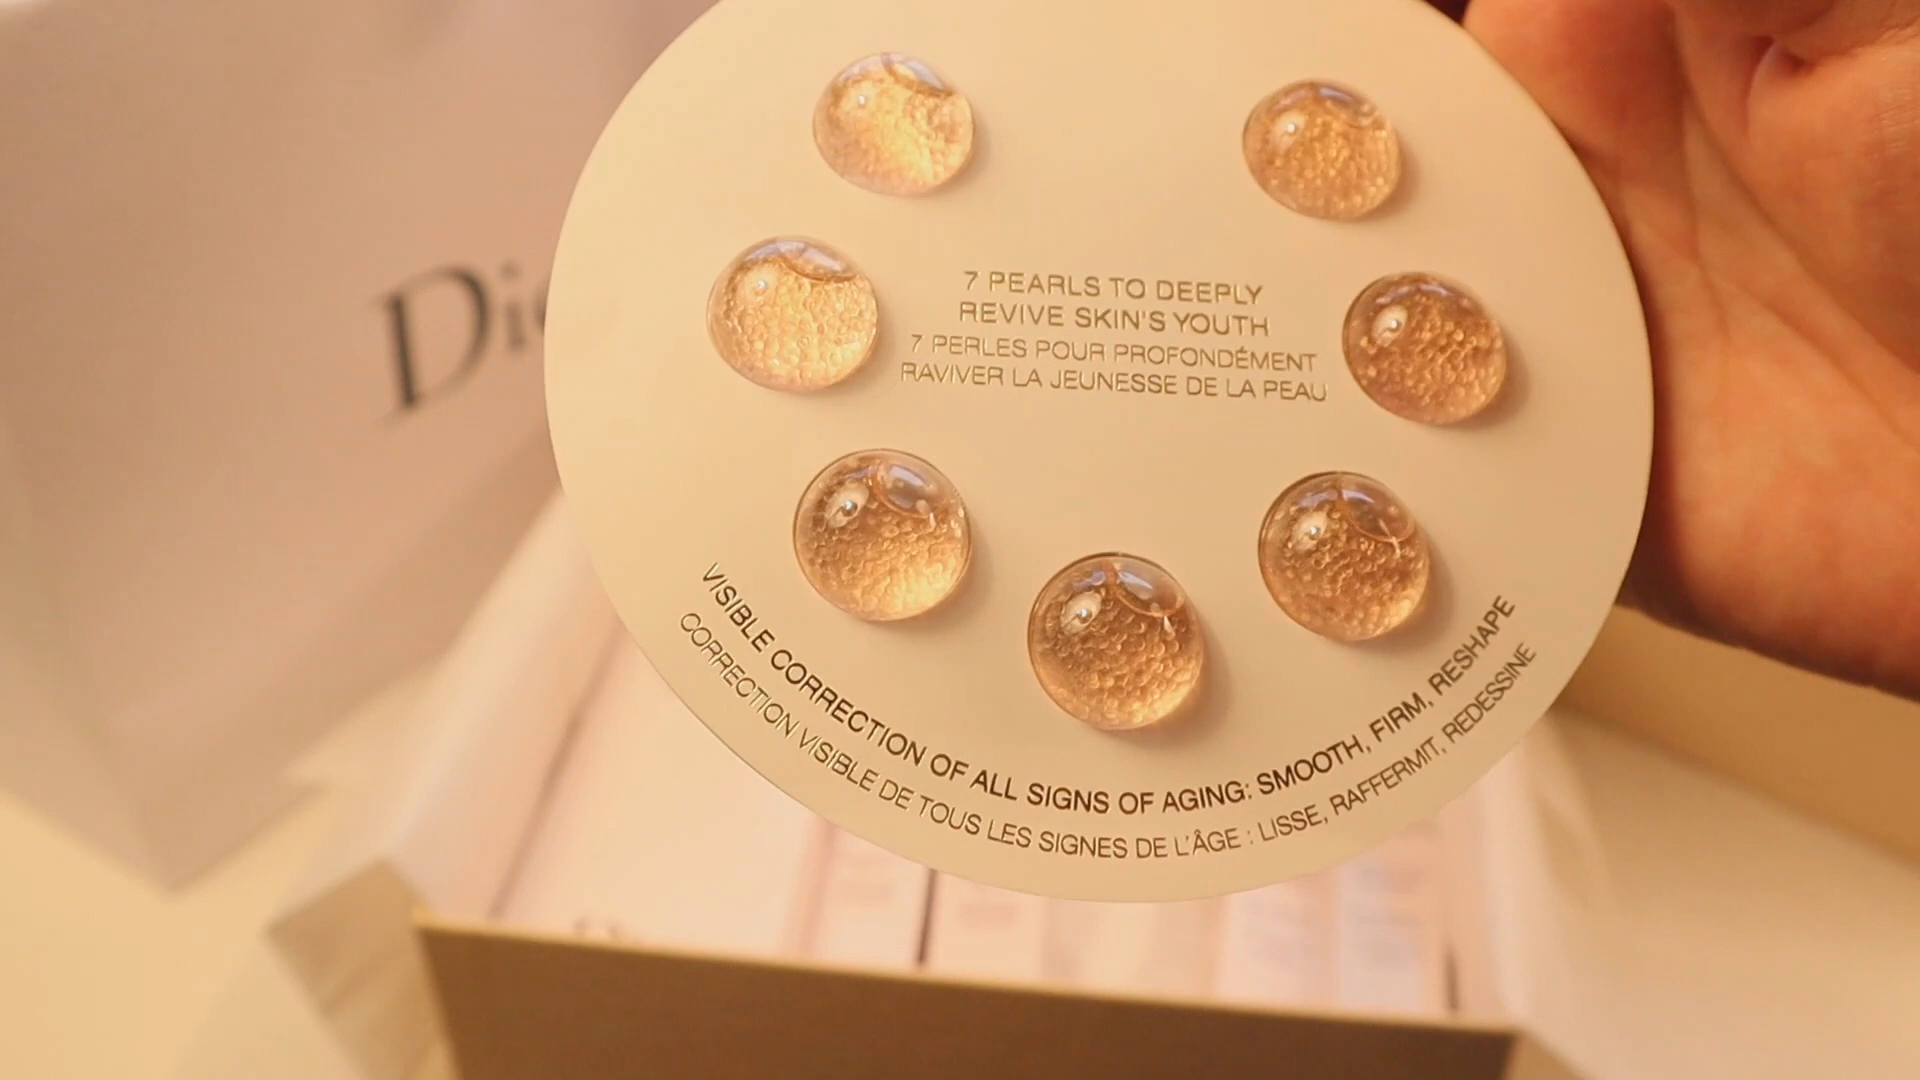 Dio
7 PEARLS TO DEEPLY
REVIVE SKIN'S YOUTH
7 PERLES POUR PROFONDÉMENT
RAVIVER LA JEUNESSE DE LA PEAU
VISIBLE CORRECTION OF ALL SIGNS OF AGING: SMOOTH, FIRM, RESHAPE
CORRECTION VISIBLE DE TOUS LES SIGNES DE L'ÂGE : LISSE, RAFFERMIT, REDESSINE